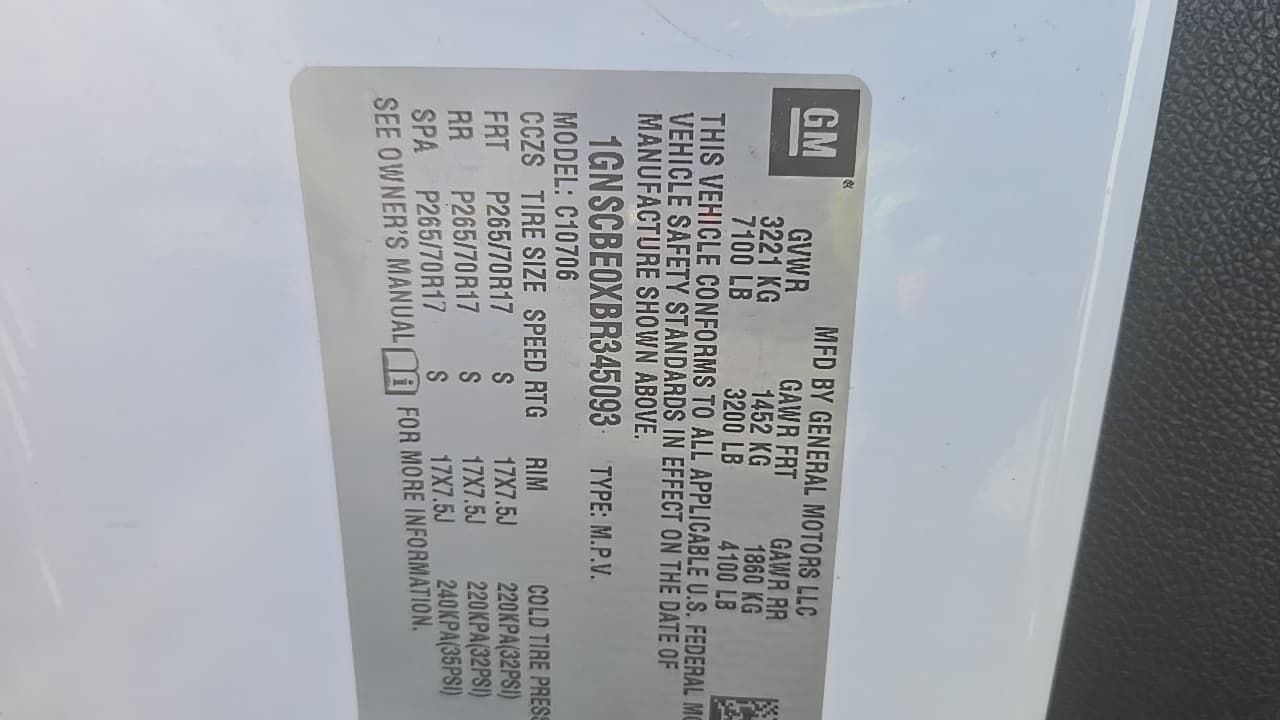 GM®
MFD BY GENERAL MOTORS LLC
GVWR GAWR FRT GAWR RR
3221 KG 1452 KG 1860 KG
7100 LB 3200 LB 4100 LB
THIS VEHICLE CONFORMS TO ALL APPLICABLE U.S. FEDERAL
VEHICLE SAFETY STANDARDS IN EFFECT ON THE DATE OF
MANUFACTURE SHOWN ABOVE.
1GNSCBE0XBR345093 TYPE: M.P.V.
MODEL: C10706
CCZS TIRE SIZE SPEED RTG RIM COLD TIRE
FRT P265/70R17 S 17X7.5J 220KPA(32PSI)
RR P265/70R17 S 17X7.5J 220KPA(32PSI)
SPA P265/70R17 S 17X7.5J 240KPA(35PSI)
SEE OWNER'S MANUAL i FOR MORE INFORMATION.